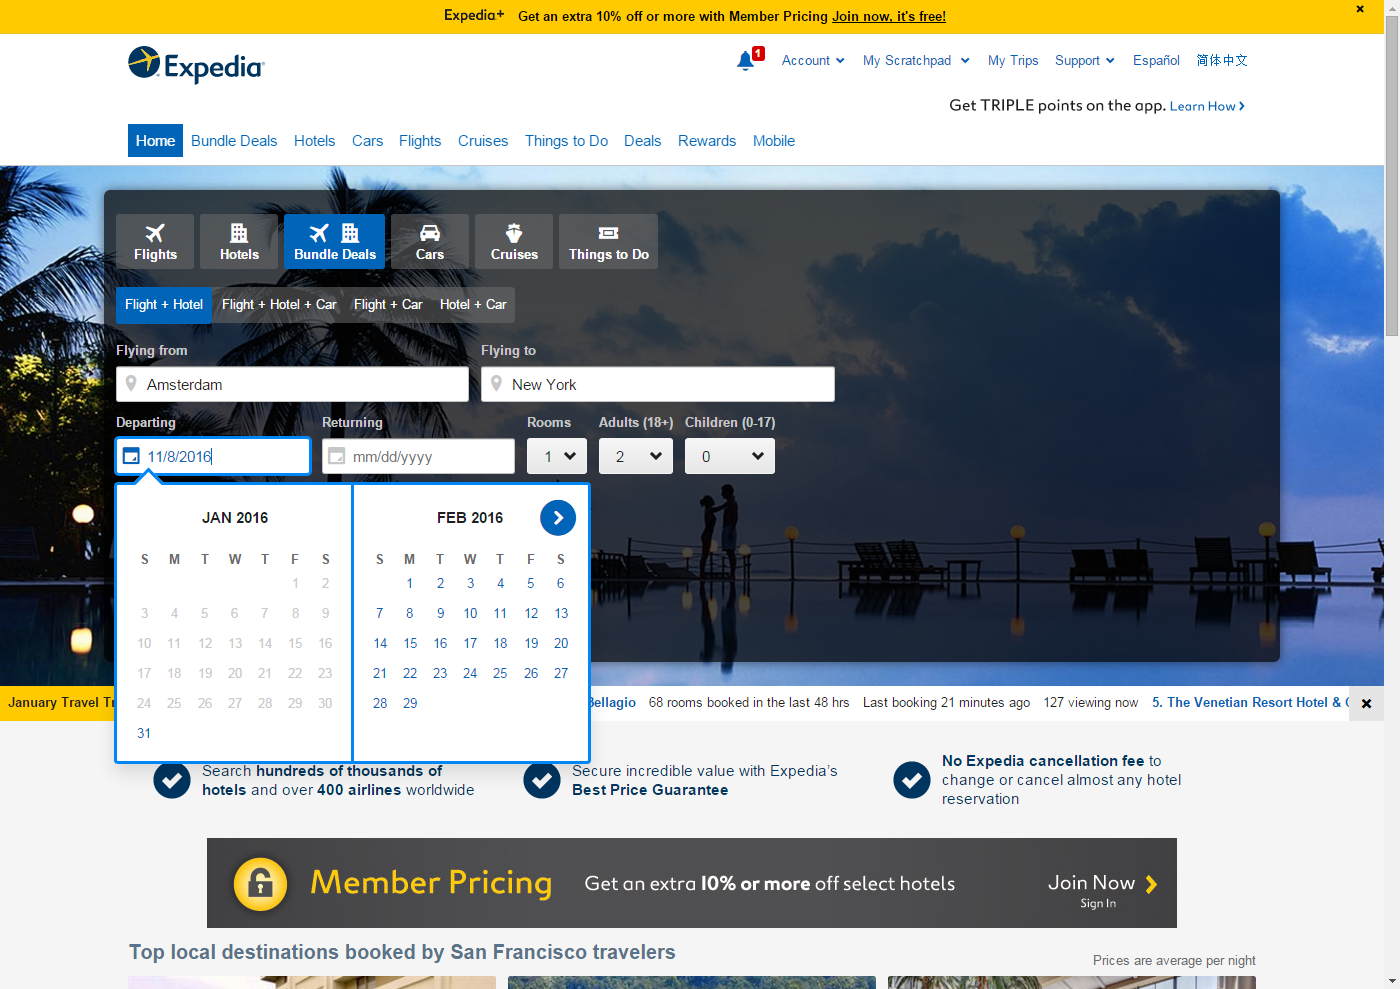 Expedia+ Get an extra 10% off or more with Member Pricing Join now, it's free!
Expedia
1 Account My Scratchpad My Trips Support Español 简体中文
Get TRIPLE points on the app. Learn How
Home Bundle Deals Hotels Cars Flights Cruises Things to Do Deals Rewards Mobile
Flights Hotels Bundle Deals Cars Cruises Things to Do
Flight + Hotel Flight + Hotel + Car Flight + Car Hotel + Car
Flying from Flying to
Amsterdam New York
Departing Returning Rooms Adults (18+) Children (0-17)
11/8/2016 mm/dd/yyyy 1 2 0
JAN 2016 FEB 2016
S M T W T F S S M T W T F S
1 2 1 2 3 4 5 6
3 4 5 6 7 8 9 7 8 9 10 11 12 13
10 11 12 13 14 15 16 14 15 16 17 18 19 20
17 18 19 20 21 22 23 21 22 23 24 25 26 27
24 25 26 27 28 29 30 28 29
31
January Travel Bellagio 68 rooms booked in the last 48 hrs Last booking 21 minutes ago 127 viewing now 5. The Venetian Resort Hotel &
Search hundreds of thousands of
hotels and over 400 airlines worldwide
Secure incredible value with Expedia's
Best Price Guarantee
No Expedia cancellation fee to
change or cancel almost any hotel
reservation
Member Pricing Get an extra 10% or more off select hotels Join Now
Sign In
Top local destinations booked by San Francisco travelers
Prices are average per night